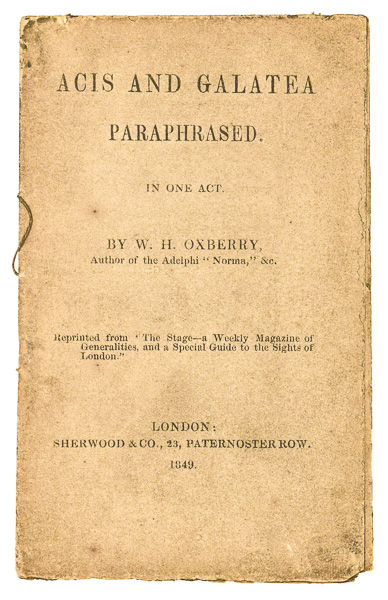 ACIS AND GALATEA
PARAPHRASED.
IN ONE ACT.
BY W. H. OXBERRY,
Author of the Adelphi "Norma," &c.
Reprinted from ' The Stage—a Weekly Magazine of
Generalities, and a Special Guide to the Sights of
London."
LONDON:
SHERWOOD & CO., 23, PATERNOSTER ROW.
1849.